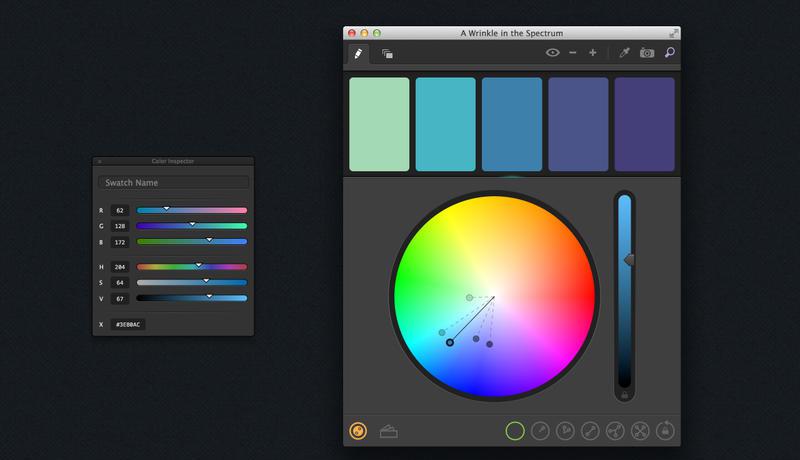 A Wrinkle in the Spectrum
Color Inspector
Swatch Name
R 62
G 128
B 172
H 204
S 64
V 67
X #3E80AC